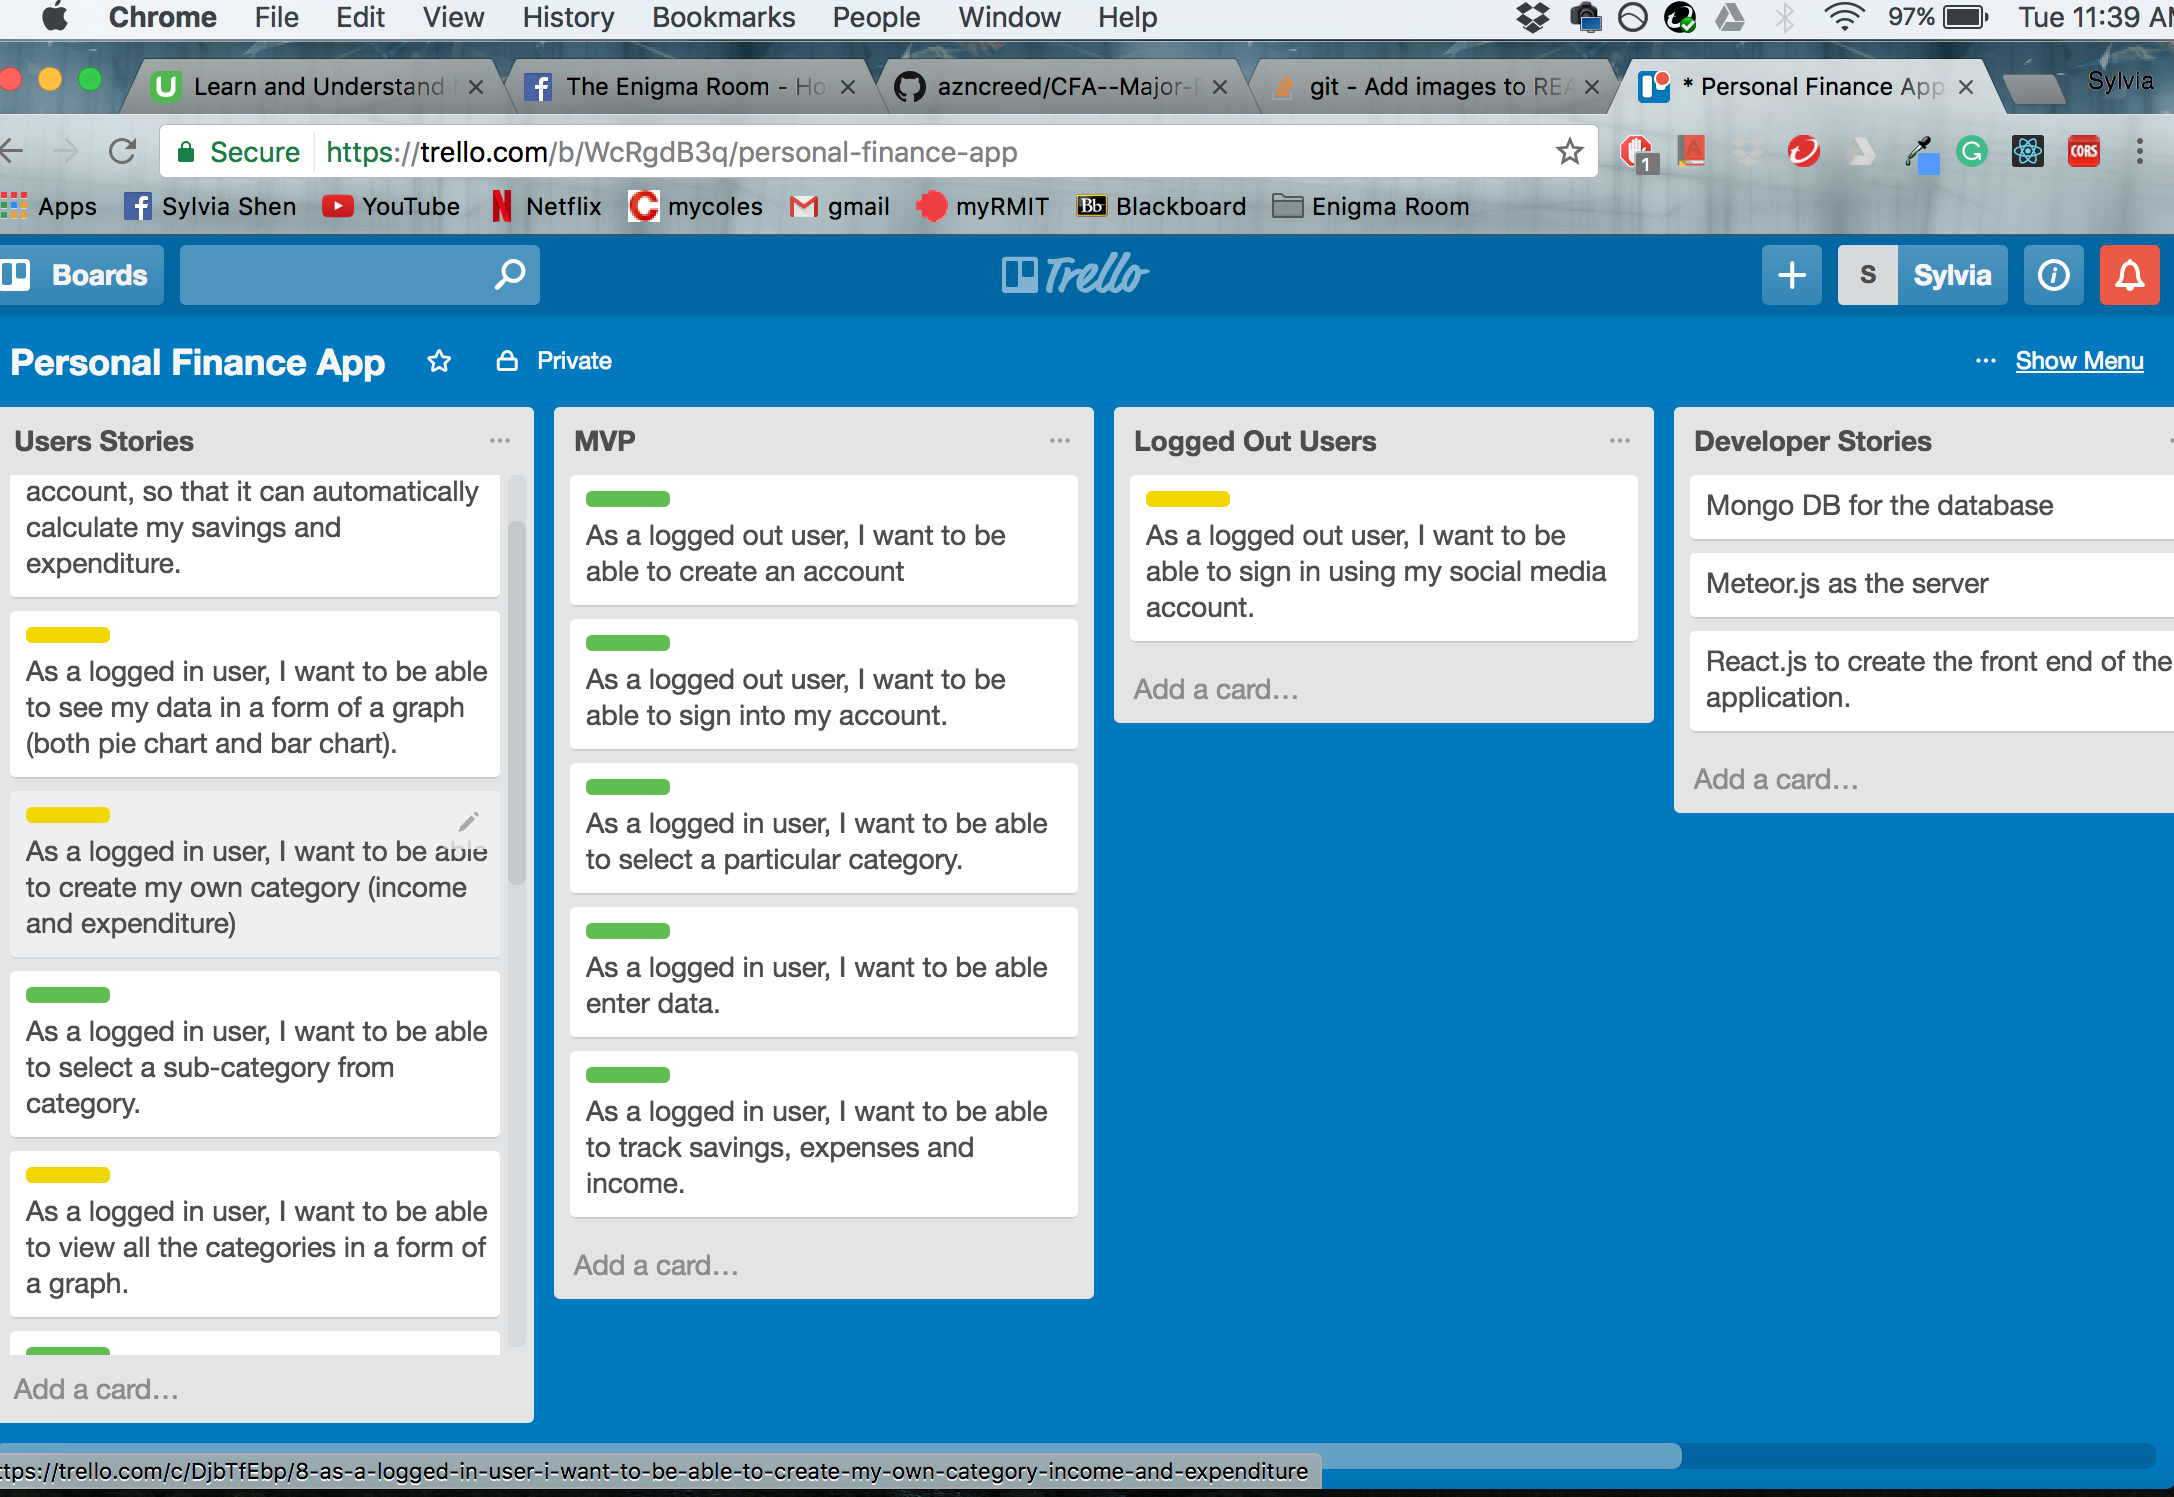 Chrome File Edit View History Bookmarks People Window Help 97% Tue 11:39
Learn and Understand
The Enigma Room - Ho
azncreed/CFA--Major-
git - Add images to REA
* Personal Finance App
Sylvia
Secure https://trello.com/b/WcRgdB3q/personal-finance-app
1
CORS
Apps Sylvia Shen YouTube Netflix mycoles gmail myRMIT Bb Blackboard Enigma Room
Boards
Trello
S Sylvia
Personal Finance App Private
... Show Menu
Users Stories ...
account, so that it can automatically
calculate my savings and
expenditure.
As a logged in user, I want to be able
to see my data in a form of a graph
(both pie chart and bar chart).
As a logged in user, I want to be able
to create my own category (income
and expenditure)
As a logged in user, I want to be able
to select a sub-category from
category.
As a logged in user, I want to be able
to view all the categories in a form of
a graph.
Add a card...
MVP ...
As a logged out user, I want to be
able to create an account
As a logged out user, I want to be
able to sign into my account.
As a logged in user, I want to be able
to select a particular category.
As a logged in user, I want to be able
enter data.
As a logged in user, I want to be able
to track savings, expenses and
income.
Add a card...
Logged Out Users ...
As a logged out user, I want to be
able to sign in using my social media
account.
Add a card...
Developer Stories
Mongo DB for the database
Meteor.js as the server
React.js to create the front end of the
application.
Add a card...
ttps://trello.com/c/DjbTfEbp/8-as-a-logged-in-user-i-want-to-be-able-to-create-my-own-category-income-and-expenditure